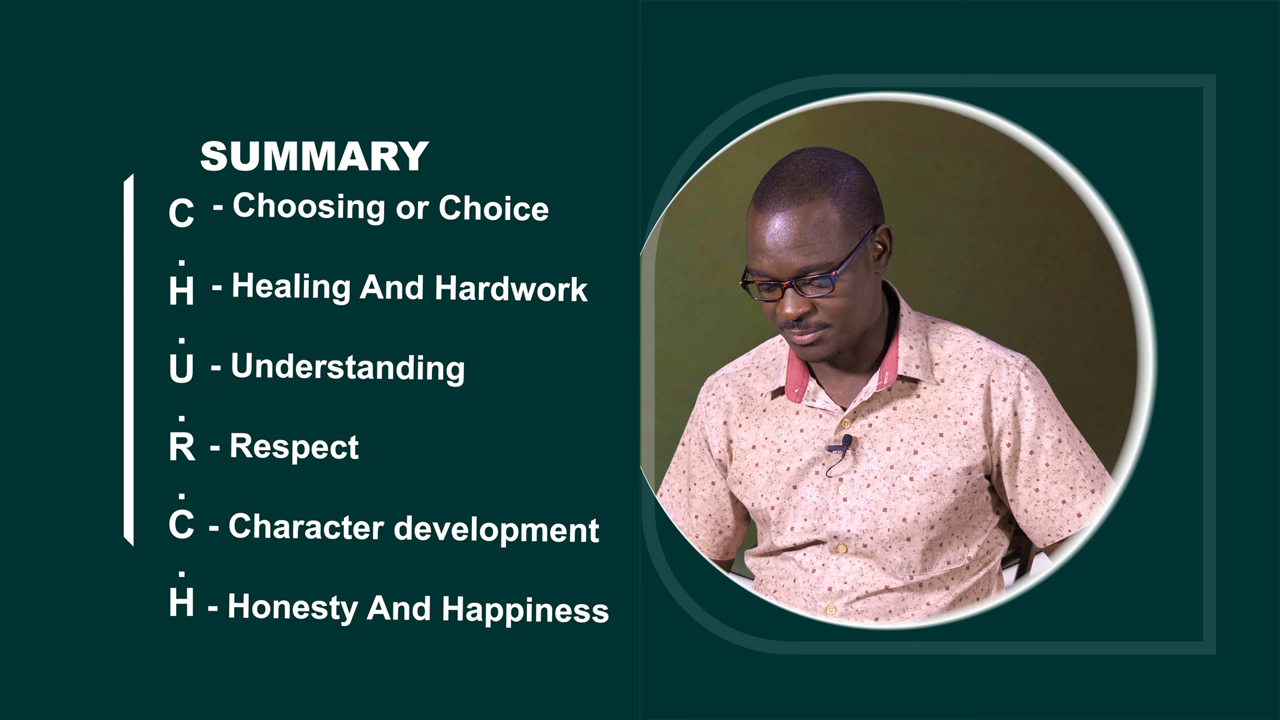 SUMMARY
C - Choosing or Choice
.
H - Healing And Hardwork
.
U - Understanding
.
R - Respect
.
C - Character development
.
H - Honesty And Happiness